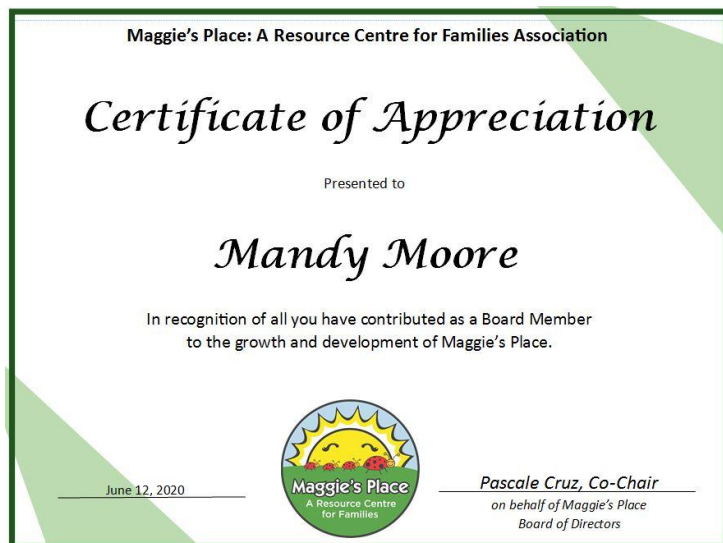 Maggie's Place: A Resource Centre for Families Association
Certificate of Appreciation
Presented to
Mandy Moore
In recognition of all you have contributed as a Board Member
to the growth and development of Maggie's Place.
June 12, 2020
Maggie's Place
A Resource Centre
for Families
Pascale Cruz, Co-Chair
on behalf of Maggie's Place
Board of Directors